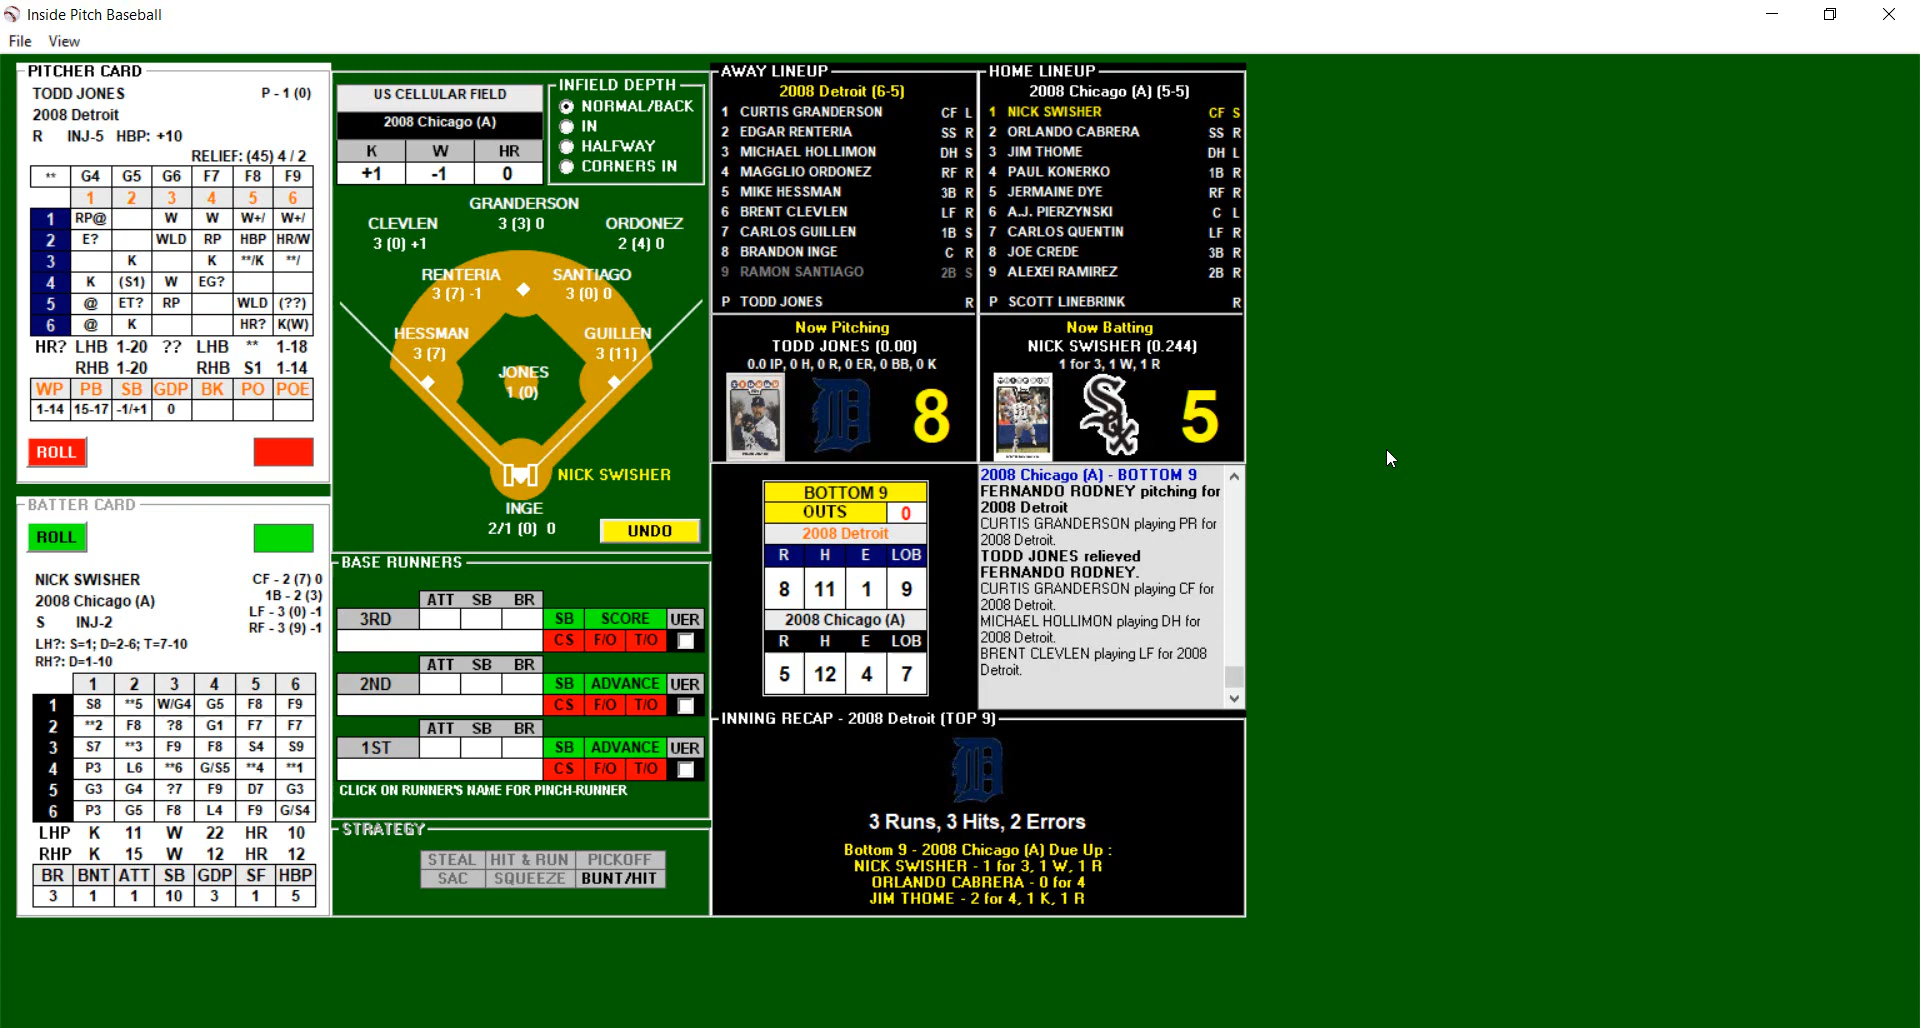 Inside Pitch Baseball
File View
PITCHER CARD
TODD JONES P - 1 (0)
2008 Detroit
R INJ-5 HBP: +10
RELIEF: (45) 4 / 2
** G4 G5 G6 F7 F8 F9
1 2 3 4 5 6
1 RP@ W W W+/ W+/
2 E? WLD RP HBP HR/W
3 K K **/K **/
4 K (S1) W EG?
5 @ ET? RP WLD (??)
6 @ K HR? K(W)
HR? LHB 1-20 ?? LHB ** 1-18
RHB 1-20 RHB S1 1-14
WP PB SB GDP BK PO POE
1-14 15-17 -1/+1 0
ROLL
BATTER CARD
ROLL
NICK SWISHER CF - 2 (7) 0
2008 Chicago (A) 1B - 2 (3)
S INJ-2 LF - 3 (0) -1
RF - 3 (9) -1
LH?: S=1; D=2-6; T=7-10
RH?: D=1-10
1 2 3 4 5 6
1 S8 **5 W/G4 G5 F8 F9
2 **2 F8 ?8 G1 F7 F7
3 S7 **3 F9 F8 S4 S9
4 P3 L6 **6 G/S5 **4 **1
5 G3 G4 ?7 F9 D7 G3
6 P3 G5 F8 L4 F9 G/S4
LHP K 11 W 22 HR 10
RHP K 15 W 12 HR 12
BR BNT ATT SB GDP SF HBP
3 1 1 10 3 1 5
US CELLULAR FIELD
2008 Chicago (A)
K W HR
+1 -1 0
INFIELD DEPTH
NORMAL/BACK
IN
HALFWAY
CORNERS IN
GRANDERSON
3 (3) 0
CLEVLEN
3 (0) +1
ORDONEZ
2 (4) 0
RENTERIA
3 (7) -1
SANTIAGO
3 (0) 0
HESSMAN
3 (7)
GUILLEN
3 (11)
JONES
1 (0)
NICK SWISHER
INGE
2/1 (0) 0
UNDO
BASE RUNNERS
ATT SB BR
3RD SB SCORE UER
CS F/O T/O
ATT SB BR
2ND SB ADVANCE UER
CS F/O T/O
ATT SB BR
1ST SB ADVANCE UER
CS F/O T/O
CLICK ON RUNNER'S NAME FOR PINCH-RUNNER
STRATEGY
STEAL HIT & RUN PICKOFF
SAC SQUEEZE BUNT/HIT
AWAY LINEUP
2008 Detroit (6-5)
1 CURTIS GRANDERSON CF L
2 EDGAR RENTERIA SS R
3 MICHAEL HOLLIMON DH S
4 MAGGLIO ORDONEZ RF R
5 MIKE HESSMAN 3B R
6 BRENT CLEVLEN LF R
7 CARLOS GUILLEN 1B S
8 BRANDON INGE C R
9 RAMON SANTIAGO 2B S
P TODD JONES R
HOME LINEUP
2008 Chicago (A) (5-5)
1 NICK SWISHER CF S
2 ORLANDO CABRERA SS R
3 JIM THOME DH L
4 PAUL KONERKO 1B R
5 JERMAINE DYE RF R
6 A.J. PIERZYNSKI C L
7 CARLOS QUENTIN LF R
8 JOE CREDE 3B R
9 ALEXEI RAMIREZ 2B R
P SCOTT LINEBRINK R
Now Pitching
TODD JONES (0.00)
0.0 IP, 0 H, 0 R, 0 ER, 0 BB, 0 K
8
Now Batting
NICK SWISHER (0.244)
1 for 3, 1 W, 1 R
Sox
5
BOTTOM 9
OUTS 0
2008 Detroit
R H E LOB
8 11 1 9
2008 Chicago (A)
R H E LOB
5 12 4 7
2008 Chicago (A) - BOTTOM 9
FERNANDO RODNEY pitching for
2008 Detroit
CURTIS GRANDERSON playing PR for
2008 Detroit.
TODD JONES relieved
FERNANDO RODNEY.
CURTIS GRANDERSON playing CF for
2008 Detroit.
MICHAEL HOLLIMON playing DH for
2008 Detroit.
BRENT CLEVLEN playing LF for 2008
Detroit.
INNING RECAP - 2008 Detroit (TOP 9)
3 Runs, 3 Hits, 2 Errors
Bottom 9 - 2008 Chicago (A) Due Up :
NICK SWISHER - 1 for 3, 1 W, 1 R
ORLANDO CABRERA - 0 for 4
JIM THOME - 2 for 4, 1 K, 1 R